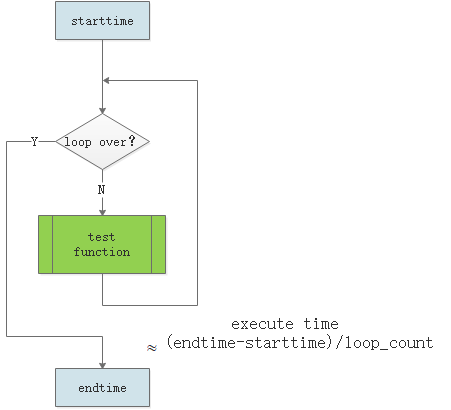 starttime
loop over?
Y
N
test
function
execute time
≈ (endtime-starttime)/loop_count
endtime